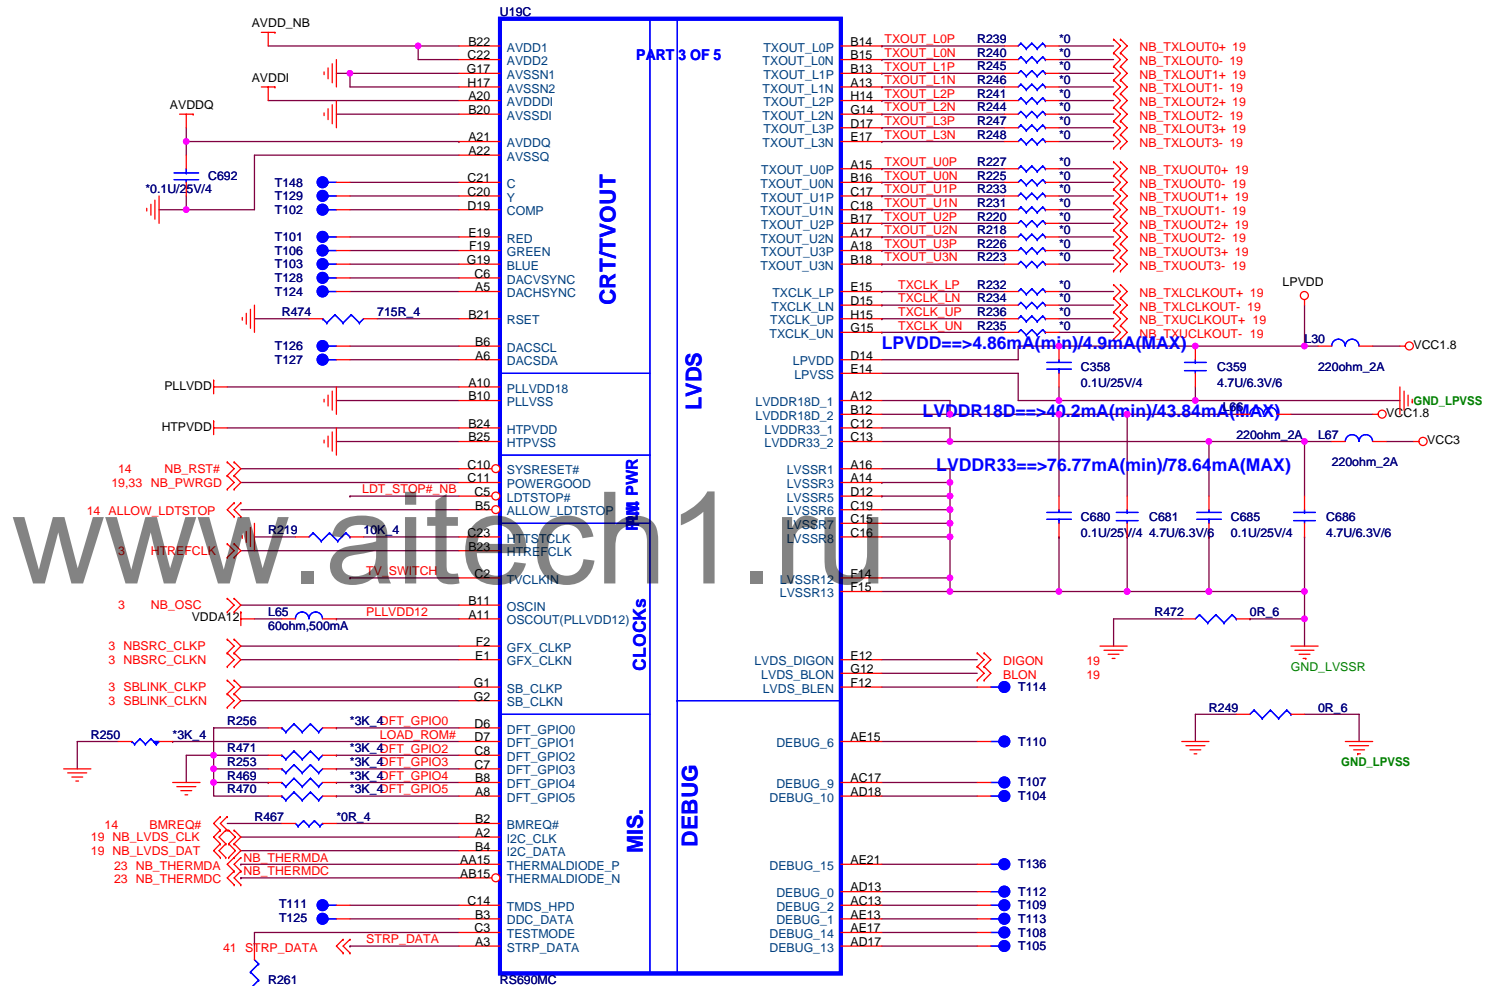 U19C
PART 3 OF 5
AVDD_NB
AVDDI
AVDDQ
B22 AVDD1
C22 AVDD2
G17 AVSSN1
H17 AVSSN2
A20 AVDDDI
B20 AVSSDI
A21 AVDDQ
A22 AVSSQ
C692
*0.1U/25V/4
T148 C21 C
T129 C20 Y
T102 D19 COMP
T101 E19 RED
T106 F19 GREEN
T103 G19 BLUE
T128 C6 DACVSYNC
T124 A5 DACHSYNC
R474 715R_4 B21 RSET
T126 B6 DACSCL
T127 A6 DACSDA
CRT/TVOUT
PLLVDD A10 PLLVDD18
B10 PLLVSS
HTPVDD B24 HTPVDD
B25 HTPVSS
14 NB_RST# C10 SYSRESET#
19,33 NB_PWRGD C11 POWERGOOD
LDT_STOP#_NB C5 LDTSTOP#
14 ALLOW_LDTSTOP B5 ALLOW_LDTSTOP
PWR
R219 10K_4 C23 HTTSTCLK
3 HTREFCLK B23 HTREFCLK
TV_SWITCH C2 TVCLKIN
3 NB_OSC B11 OSCIN
VDDA12 L65 60ohm,500mA PLLVDD12 A11 OSCOUT(PLLVDD12)
3 NBSRC_CLKP F2 GFX_CLKP
3 NBSRC_CLKN E1 GFX_CLKN
3 SBLINK_CLKP G1 SB_CLKP
3 SBLINK_CLKN G2 SB_CLKN
CLOCKs
R256 *3K_4 DFT_GPIO0 D6 DFT_GPIO0
R250 *3K_4 LOAD_ROM# D7 DFT_GPIO1
R471 *3K_4 DFT_GPIO2 C8 DFT_GPIO2
R253 *3K_4 DFT_GPIO3 C7 DFT_GPIO3
R469 *3K_4 DFT_GPIO4 B8 DFT_GPIO4
R470 *3K_4 DFT_GPIO5 A8 DFT_GPIO5
14 BMREQ# R467 *0R_4 B2 BMREQ#
19 NB_LVDS_CLK A2 I2C_CLK
19 NB_LVDS_DAT B4 I2C_DATA
23 NB_THERMDA NB_THERMDA AA15 THERMALDIODE_P
23 NB_THERMDC NB_THERMDC AB15 THERMALDIODE_N
T111 C14 TMDS_HPD
T125 B3 DDC_DATA
C3 TESTMODE
41 STRP_DATA STRP_DATA A3 STRP_DATA
R261
MIS.
RS690MC
TXOUT_L0P B14 TXOUT_L0P R239 *0 NB_TXLOUT0+ 19
TXOUT_L0N B15 TXOUT_L0N R240 *0 NB_TXLOUT0- 19
TXOUT_L1P B13 TXOUT_L1P R245 *0 NB_TXLOUT1+ 19
TXOUT_L1N A13 TXOUT_L1N R246 *0 NB_TXLOUT1- 19
TXOUT_L2P H14 TXOUT_L2P R241 *0 NB_TXLOUT2+ 19
TXOUT_L2N G14 TXOUT_L2N R244 *0 NB_TXLOUT2- 19
TXOUT_L3P D17 TXOUT_L3P R247 *0 NB_TXLOUT3+ 19
TXOUT_L3N E17 TXOUT_L3N R248 *0 NB_TXLOUT3- 19
TXOUT_U0P A15 TXOUT_U0P R227 *0 NB_TXUOUT0+ 19
TXOUT_U0N B16 TXOUT_U0N R225 *0 NB_TXUOUT0- 19
TXOUT_U1P C17 TXOUT_U1P R233 *0 NB_TXUOUT1+ 19
TXOUT_U1N C18 TXOUT_U1N R231 *0 NB_TXUOUT1- 19
TXOUT_U2P B17 TXOUT_U2P R220 *0 NB_TXUOUT2+ 19
TXOUT_U2N A17 TXOUT_U2N R218 *0 NB_TXUOUT2- 19
TXOUT_U3P A18 TXOUT_U3P R226 *0 NB_TXUOUT3+ 19
TXOUT_U3N B18 TXOUT_U3N R223 *0 NB_TXUOUT3- 19
TXCLK_LP E15 TXCLK_LP R232 *0 NB_TXLCLKOUT+ 19
TXCLK_LN D15 TXCLK_LN R234 *0 NB_TXLCLKOUT- 19
TXCLK_UP H15 TXCLK_UP R236 *0 NB_TXUCLKOUT+ 19
TXCLK_UN G15 TXCLK_UN R235 *0 NB_TXUCLKOUT- 19
LPVDD
LPVDD==>4.86mA(min)/4.9mA(MAX)
L30 220ohm_2A VCC1.8
LPVDD D14
LPVSS E14
C358 0.1U/25V/4
C359 4.7U/6.3V/6
GND_LPVSS
LVDDR18D_1 A12
LVDDR18D_2 B12
LVDDR18D==>40.2mA(min)/43.84mA(MAX)
L66 220ohm_2A VCC1.8
LVDDR33_1 C12
LVDDR33_2 C13
L67 220ohm_2A VCC3
LVDDR33==>76.77mA(min)/78.64mA(MAX)
LVDS
LVSSR1 A16
LVSSR3 A14
LVSSR5 D12
LVSSR6 C19
LVSSR7 C15
LVSSR8 C16
LVSSR12 F14
LVSSR13 F15
C680 0.1U/25V/4
C681 4.7U/6.3V/6
C685 0.1U/25V/4
C686 4.7U/6.3V/6
R472 0R_6
GND_LVSSR
LVDS_DIGON E12 DIGON 19
LVDS_BLON G12 BLON 19
LVDS_BLEN F12 T114
R249 0R_6
GND_LPVSS
DEBUG
DEBUG_6 AE15 T110
DEBUG_9 AC17 T107
DEBUG_10 AD18 T104
DEBUG_15 AE21 T136
DEBUG_0 AD13 T112
DEBUG_2 AC13 T109
DEBUG_1 AE13 T113
DEBUG_14 AE17 T108
DEBUG_13 AD17 T105
www.aitech1.ru